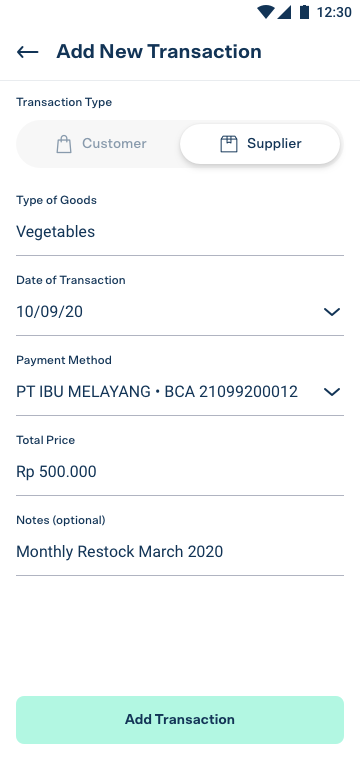 12:30
Add New Transaction
Transaction Type
Customer
Supplier
Type of Goods
Vegetables
Date of Transaction
10/09/20
Payment Method
PT IBU MELAYANG • BCA 21099200012
Total Price
Rp 500.000
Notes (optional)
Monthly Restock March 2020
Add Transaction